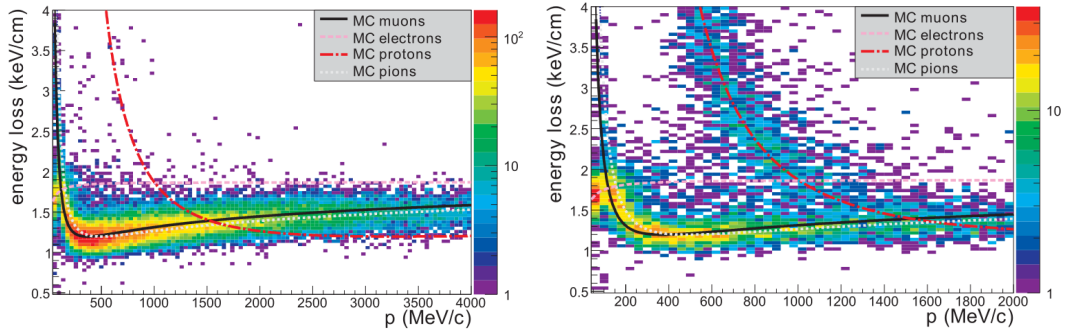 energy loss (keV/cm)
4
3.5
3
2.5
2
1.5
1
0.5
MC muons
MC electrons
MC protons
MC pions
10²
10
1
500 1000 1500 2000 2500 3000 3500 4000
p (MeV/c)
energy loss (keV/cm)
4
3.5
3
2.5
2
1.5
1
0.5
MC muons
MC electrons
MC protons
MC pions
10
1
200 400 600 800 1000 1200 1400 1600 1800 2000
p (MeV/c)